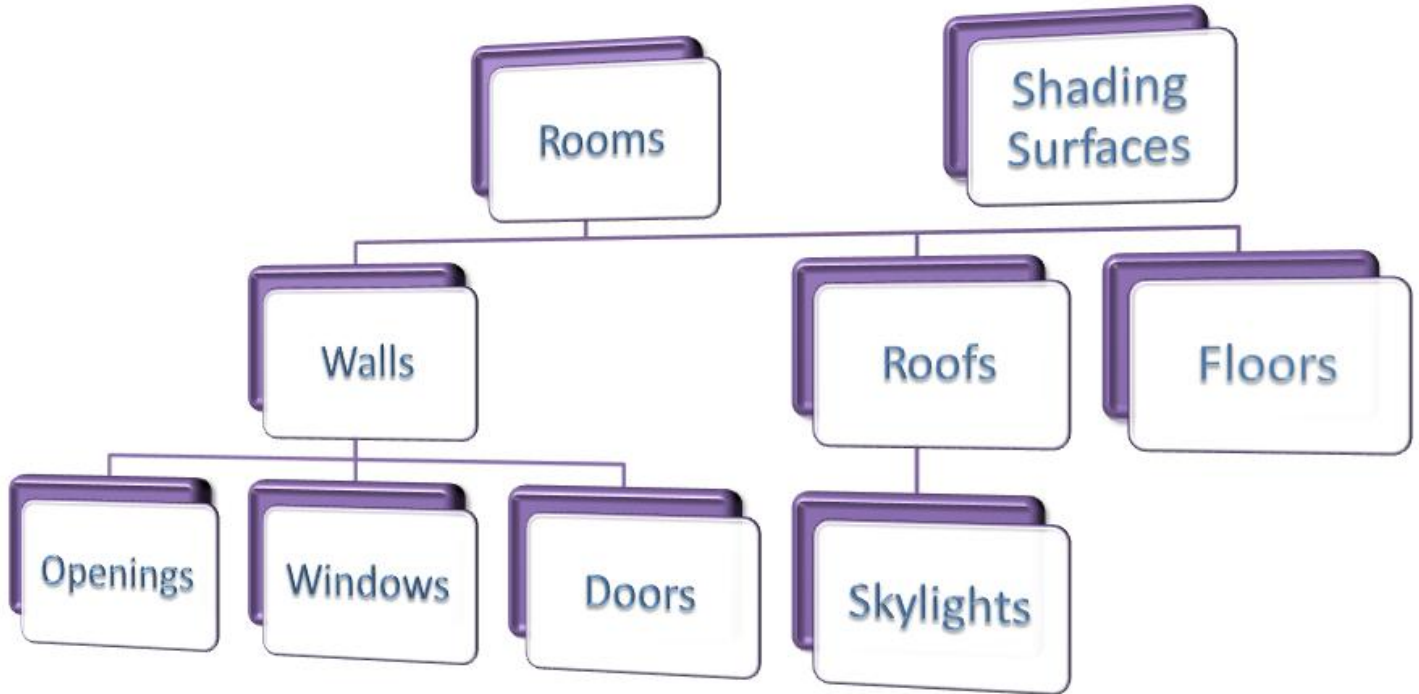 Rooms
Shading
Surfaces
Walls
Roofs
Floors
Openings
Windows
Doors
Skylights